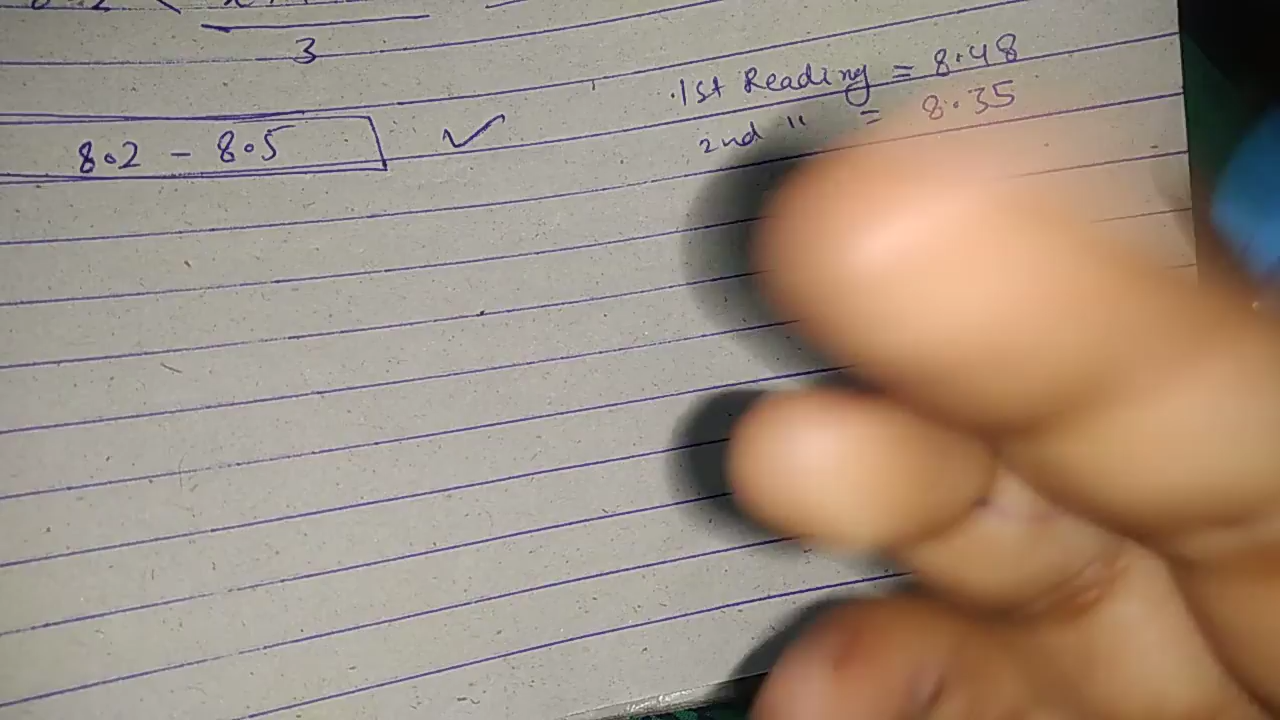 3
1st Reading = 8.48
2nd " = 8.35
8.2 - 8.5 ✓